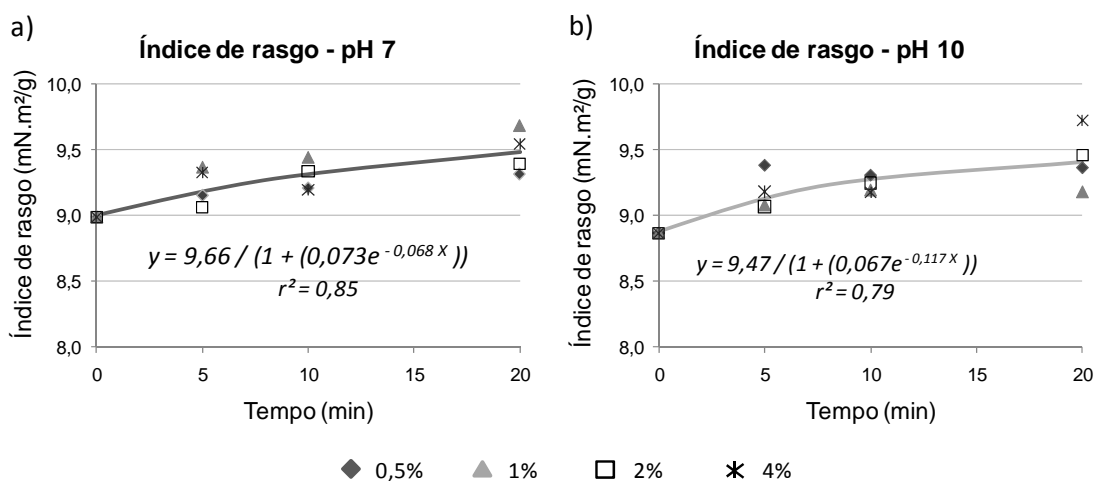 a)
Índice de rasgo - pH 7
Índice de rasgo (mN.m²/g)
10,0
9,5
9,0
8,5
8,0
y = 9,66 / (1 + (0,073e - 0,068 X ))
r² = 0,85
0 5 10 15 20
Tempo (min)
b)
Índice de rasgo - pH 10
Índice de rasgo (mN.m²/g)
10,0
9,5
9,0
8,5
8,0
y = 9,47 / (1 + (0,067e - 0,117 X ))
r² = 0,79
0 5 10 15 20
Tempo (min)
0,5% 1% 2% 4%